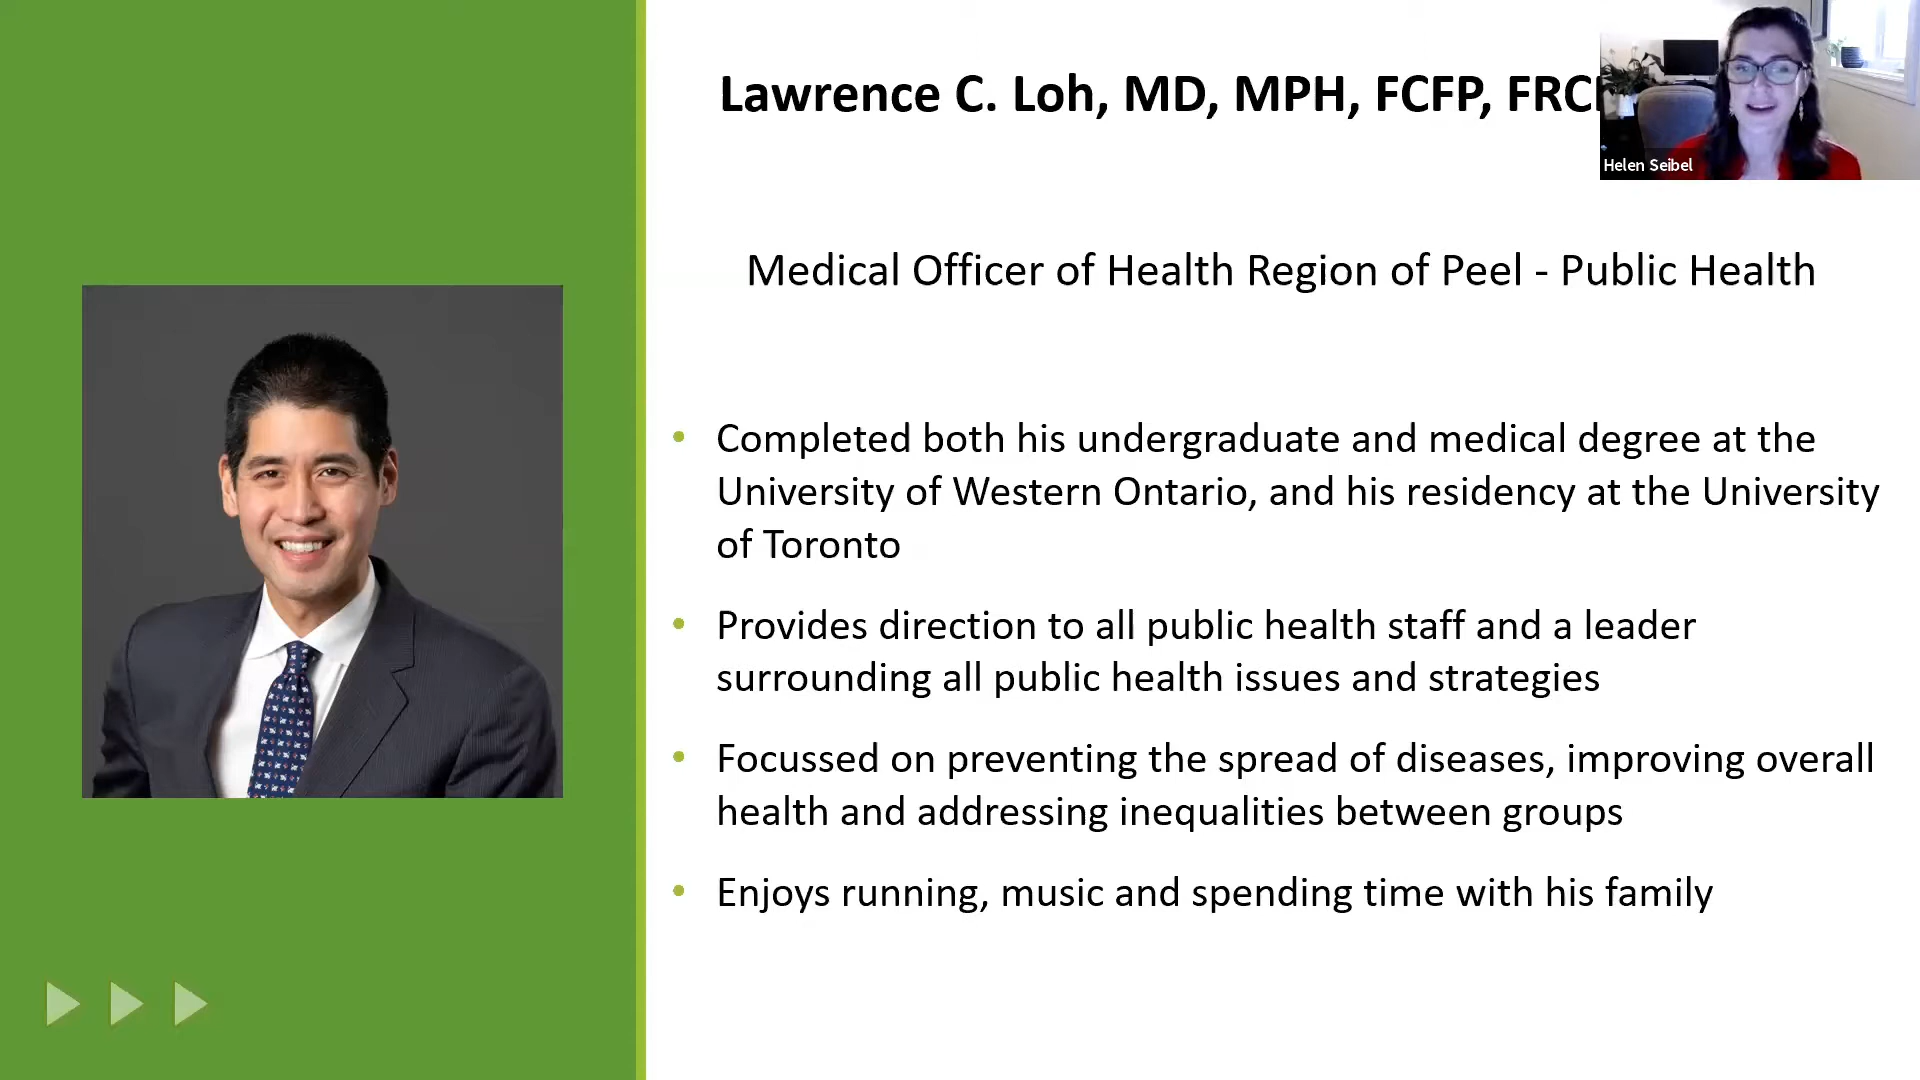 Lawrence C. Loh, MD, MPH, FCFP,
Helen Seibel
Medical Officer of Health Region of Peel - Public Health
• Completed both his undergraduate and medical degree at the
University of Western Ontario, and his residency at the University
of Toronto
• Provides direction to all public health staff and a leader
surrounding all public health issues and strategies
• Focussed on preventing the spread of diseases, improving overall
health and addressing inequalities between groups
• Enjoys running, music and spending time with his family